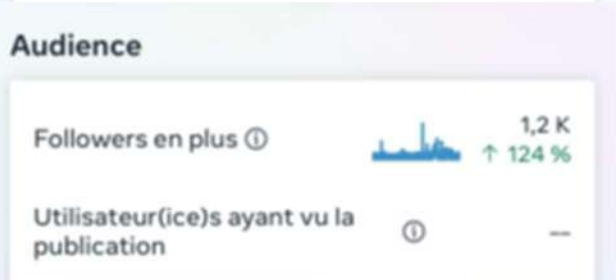 Audience
Followers en plus
1,2 K
↑ 124 %
Utilisateur(ice)s ayant vu la
publication
--